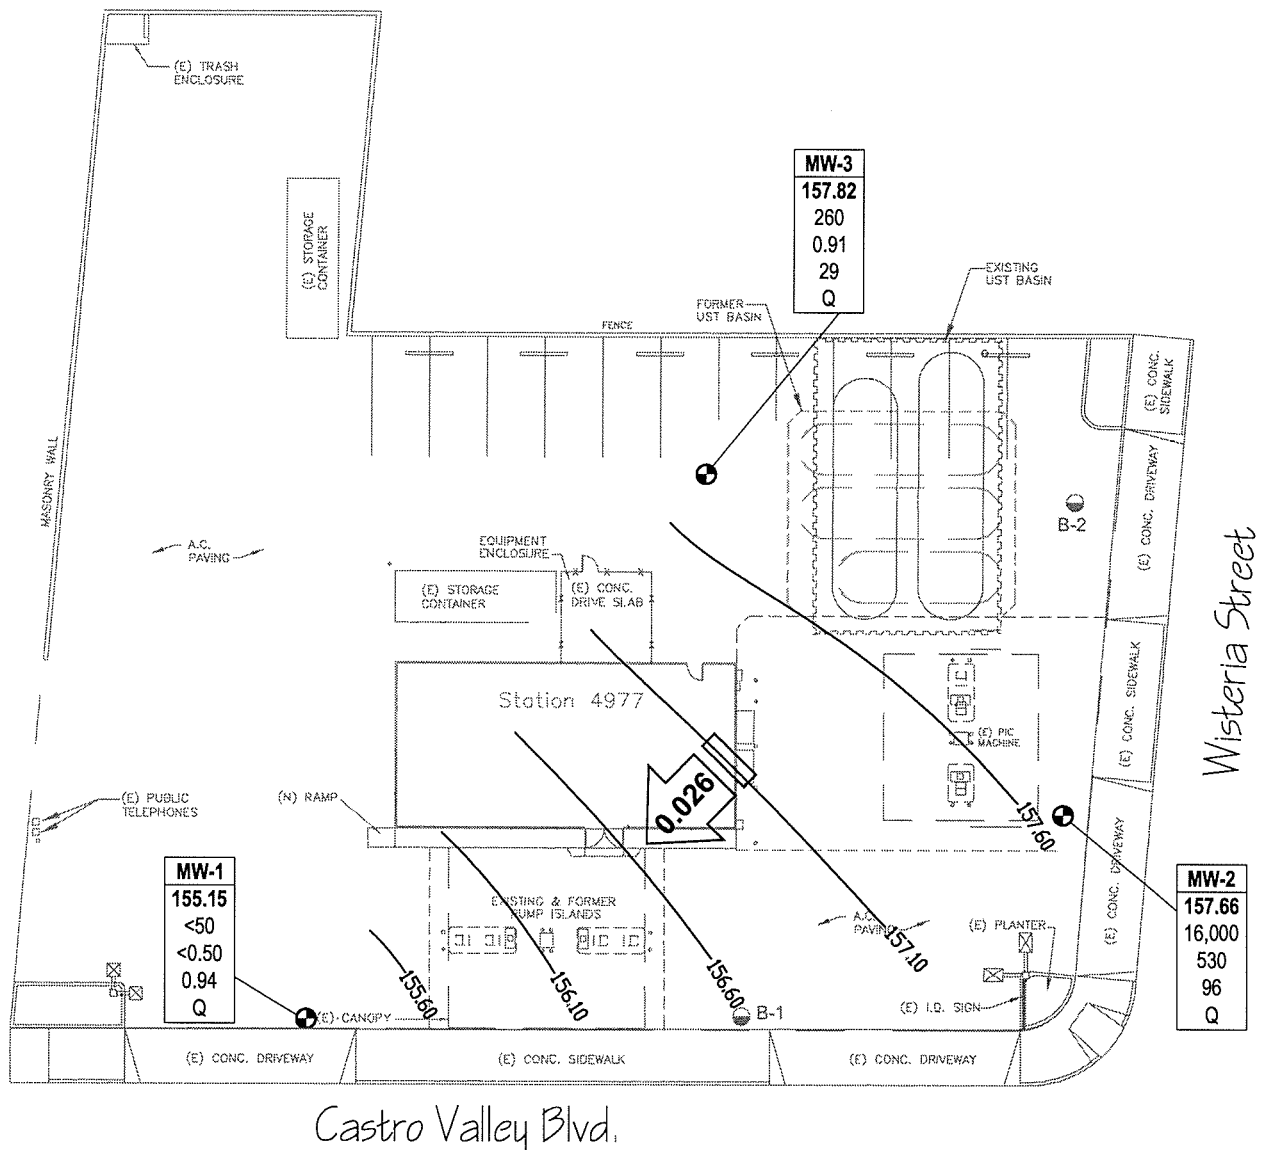 (E) TRASH
ENCLOSURE
MW-3
157.82
260
0.91
29
Q
(E) STORAGE
CONTAINER
EXISTING
UST BASIN
FORMER
UST BASIN
FENCE
(E) CONC.
SIDEWALK
MASONRY WALL
(E) CONC. DRIVEWAY
B-2
A.C.
PAVING
EQUIPMENT
ENCLOSURE
(E) STORAGE
CONTAINER
(E) CONC.
DRIVE SLAB
Wisteria Street
(E) CONC. SIDEWALK
Station 4977
(E) PIC
MACHINE
0.026
(E) PUBLIC
TELEPHONES
(N) RAMP
157.60
(E) CONC. DRIVEWAY
MW-1
155.15
<50
<0.50
0.94
Q
MW-2
157.66
16,000
530
96
Q
EXISTING & FORMER
PUMP ISLANDS
A.C.
PAVING
(E) PLANTER
157.10
156.60
156.10
155.60
(E) CANOPY
B-1
(E) I.D. SIGN
(E) CONC. DRIVEWAY
(E) CONC. SIDEWALK
(E) CONC. DRIVEWAY
Castro Valley Blvd.